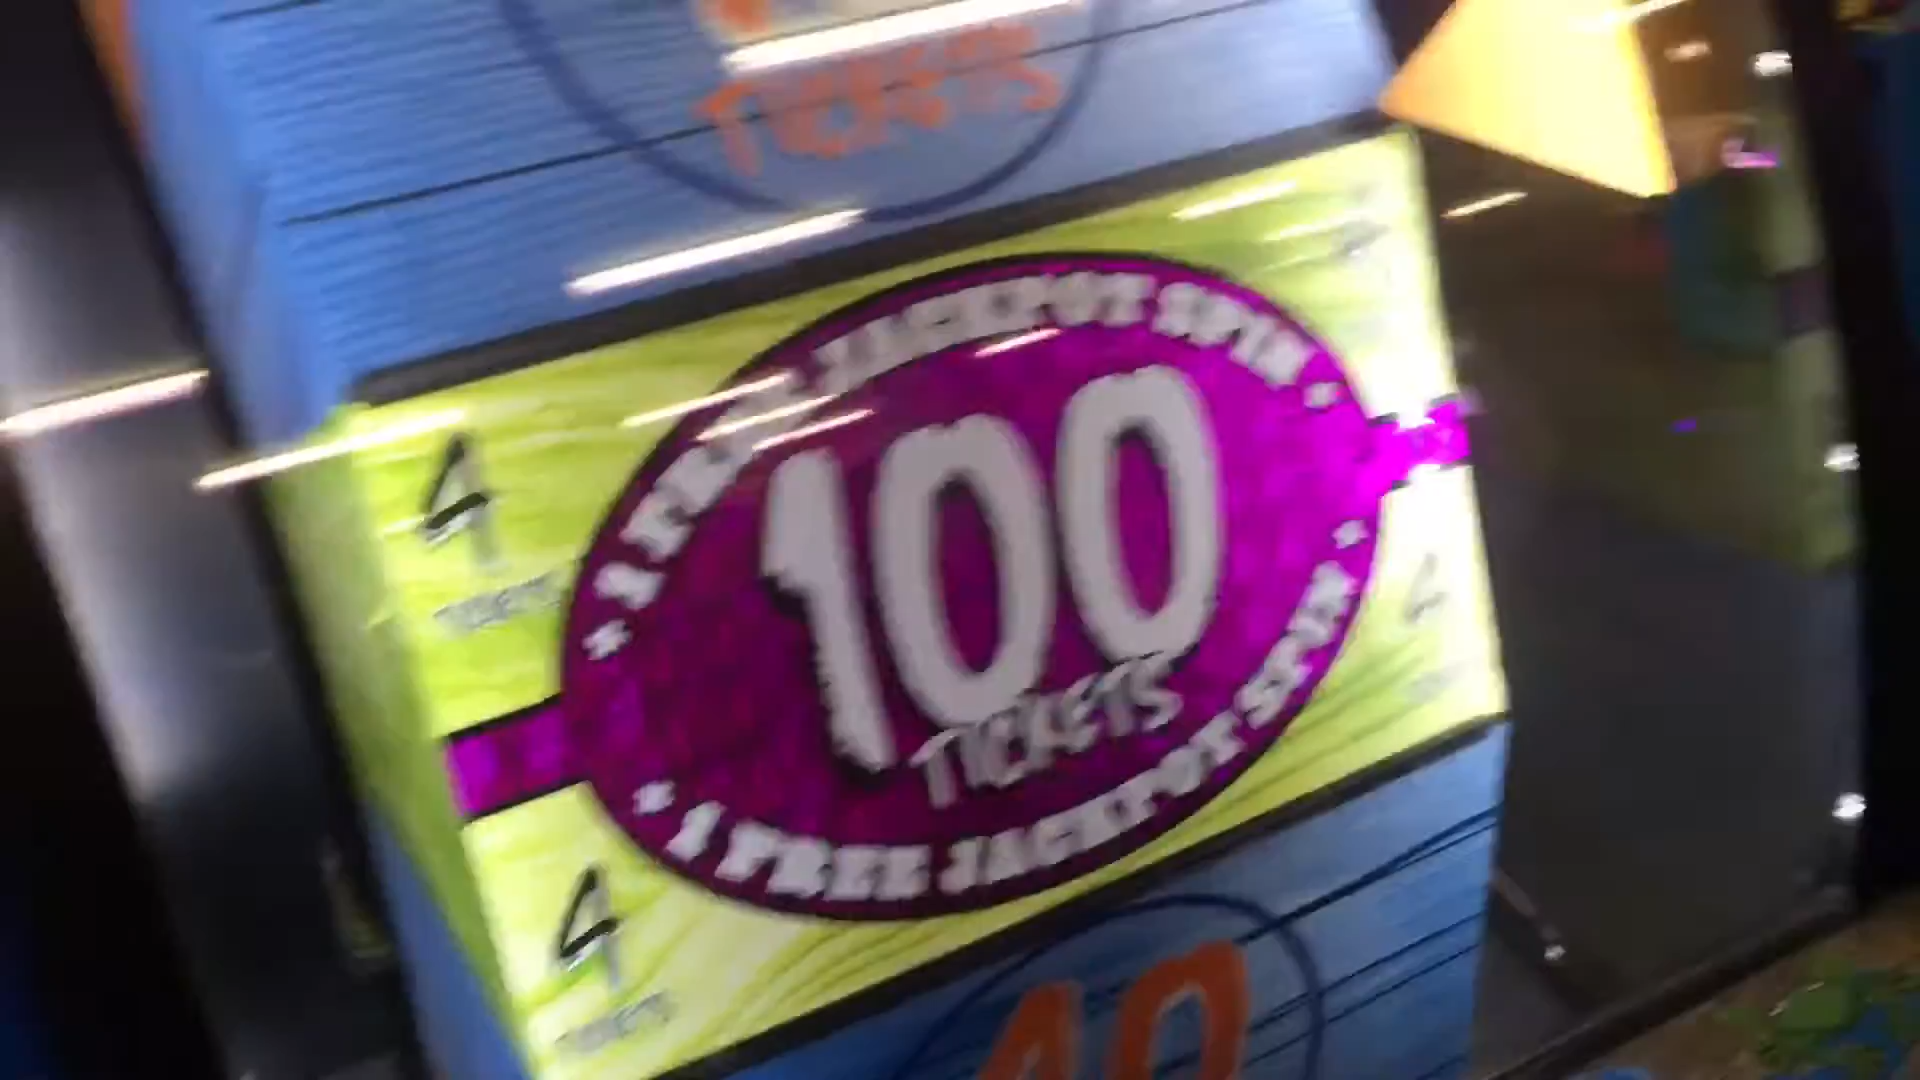 TICKETS
1 FREE JACKPOT SPIN
4
TICKETS
100
TICKETS
4
1 FREE JACKPOT SPIN
4
TICKETS
40